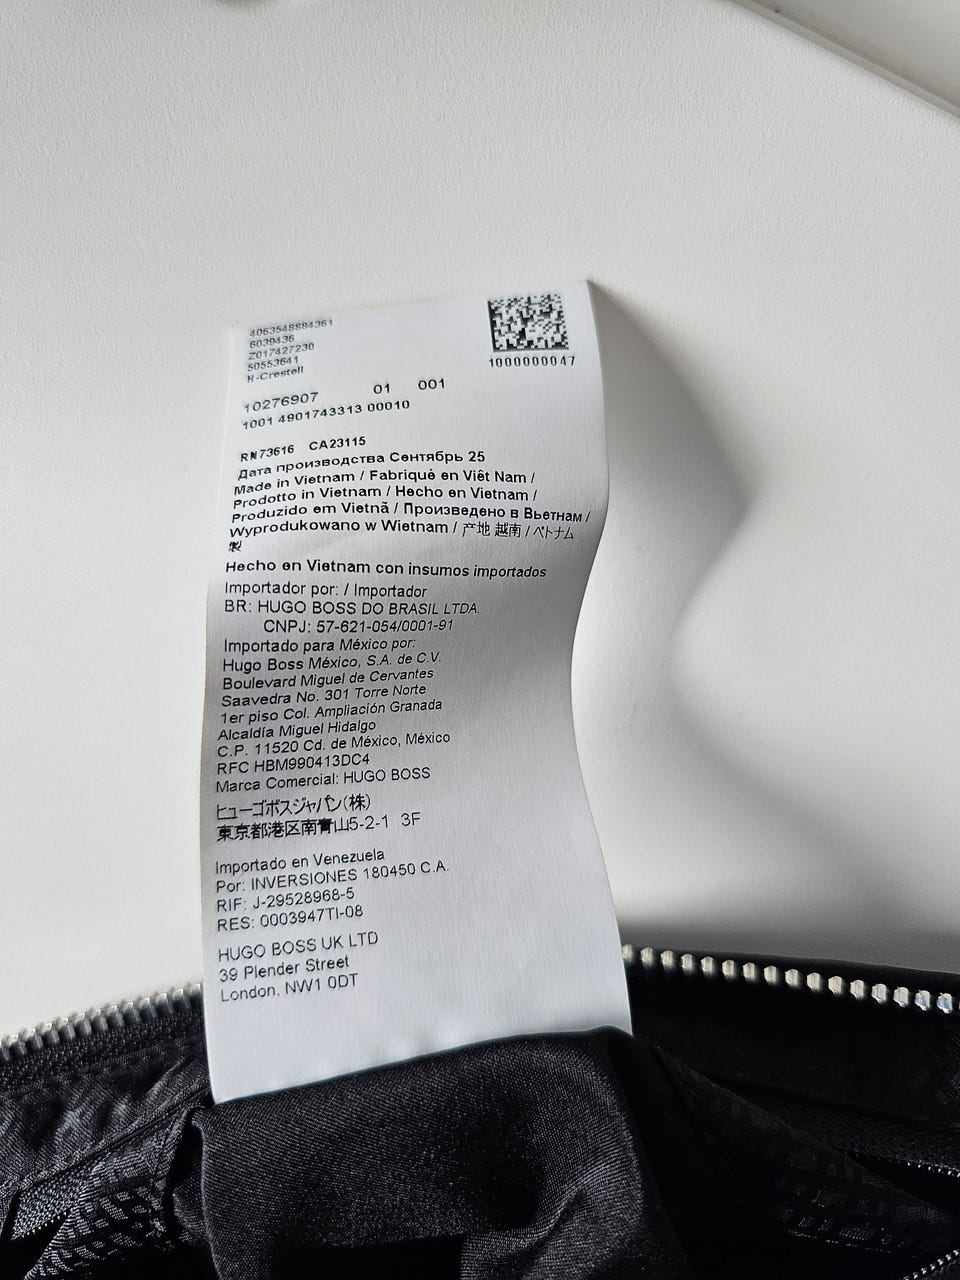 4063548884361
6039436
Z017427230
50553641
N-Crestell
1000000047
10276907 01 001
1001 4901743313 00010
RN73616 CA23115
Дата производства Сентябрь 25
Made in Vietnam / Fabriqué en Viêt Nam /
Prodotto in Vietnam / Hecho en Vietnam /
Produzido em Vietnã / Произведено в Вьетнам /
Wyprodukowano w Wietnam / 产地 越南 / ベトナム
製
Hecho en Vietnam con insumos importados
Importador por: / Importador
BR: HUGO BOSS DO BRASIL LTDA.
CNPJ: 57-621-054/0001-91
Importado para México por:
Hugo Boss México, S.A. de C.V.
Boulevard Miguel de Cervantes
Saavedra No. 301 Torre Norte
1er piso Col. Ampliación Granada
Alcaldía Miguel Hidalgo
C.P. 11520 Cd. de México, México
RFC HBM990413DC4
Marca Comercial: HUGO BOSS
ヒューゴボスジャパン(株)
東京都港区南青山5-2-1 3F
Importado en Venezuela
Por: INVERSIONES 180450 C.A.
RIF: J-29528968-5
RES: 0003947TI-08
HUGO BOSS UK LTD
39 Plender Street
London. NW1 0DT